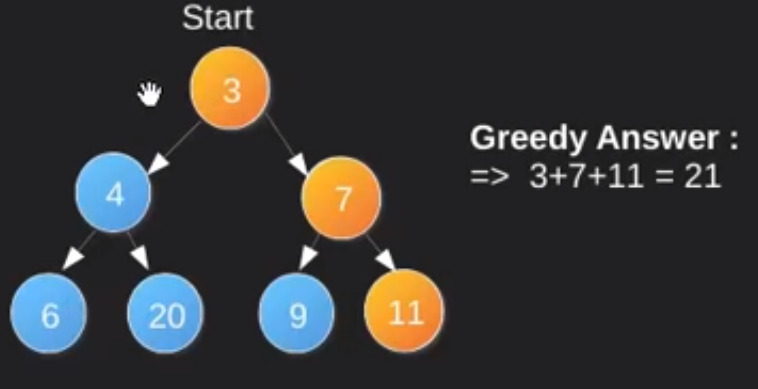 Start
3
4
7
6
20
9
11
Greedy Answer :
=> 3+7+11 = 21